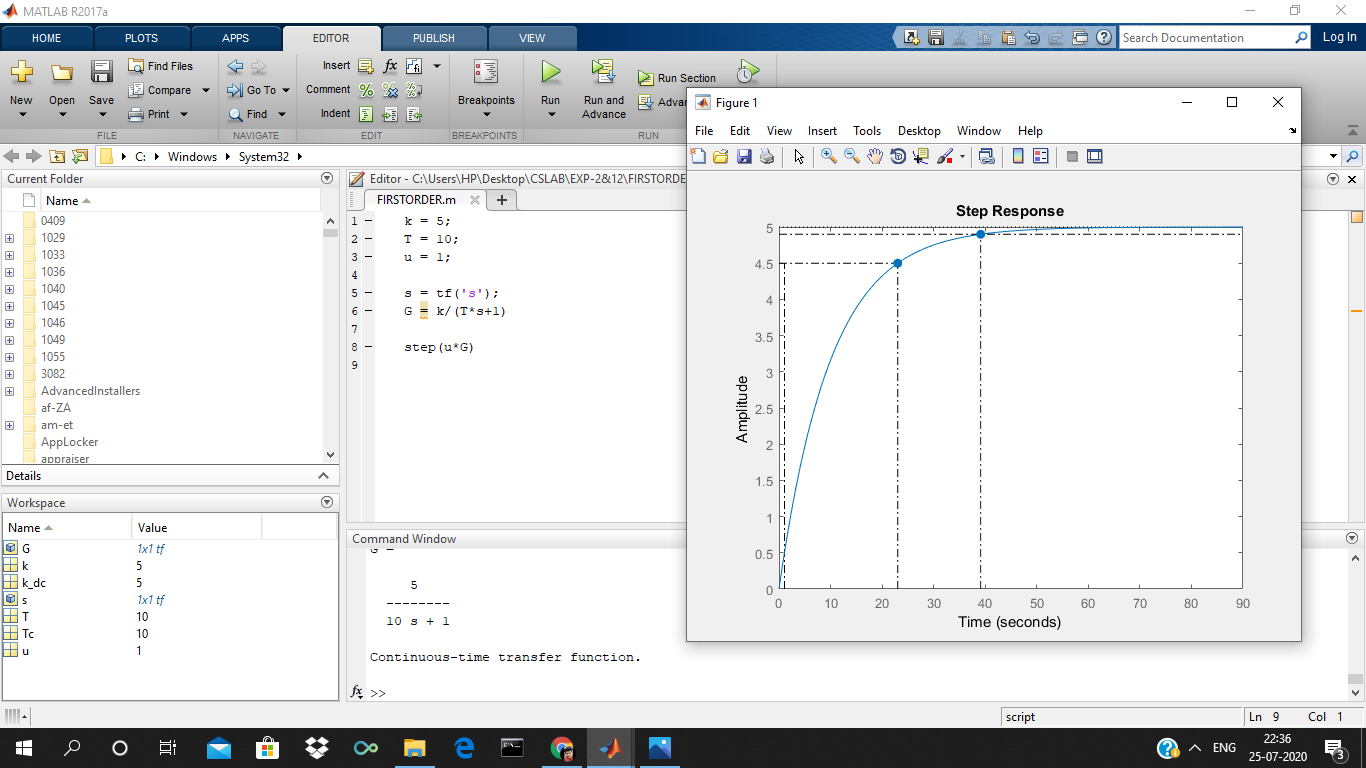 MATLAB R2017a
HOME PLOTS APPS EDITOR PUBLISH VIEW
Search Documentation
Log In
New Open Save
Find Files
Compare
Print
FILE
Go To
Find
NAVIGATE
Insert
Comment
Indent
fx
EDIT
Breakpoints
BREAKPOINTS
Run
Run and
Advance
Run Section
RUN
C: Windows System32
Current Folder
Name
0409
1029
1033
1036
1040
1045
1046
1049
1055
3082
AdvancedInstallers
af-ZA
am-et
AppLocker
appraiser
Details
Workspace
Name Value
G 1x1 tf
k 5
k_dc 5
s 1x1 tf
T 10
Tc 10
u 1
Editor - C:\Users\HP\Desktop\CSLAB\EXP-2&12\FIRSTORDE
FIRSTORDER.m
1 k = 5;
2 T = 10;
3 u = 1;
4
5 s = tf('s');
6 G = k/(T*s+1)
7
8 step(u*G)
9
Command Window
G =
5
--------
10 s + 1
Continuous-time transfer function.
fx >>
Figure 1
File Edit View Insert Tools Desktop Window Help
Step Response
5
4.5
4
3.5
3
2.5
2
1.5
1
0.5
0
Amplitude
0 10 20 30 40 50 60 70 80 90
Time (seconds)
script
Ln 9 Col 1
ENG
22:36
25-07-2020
3